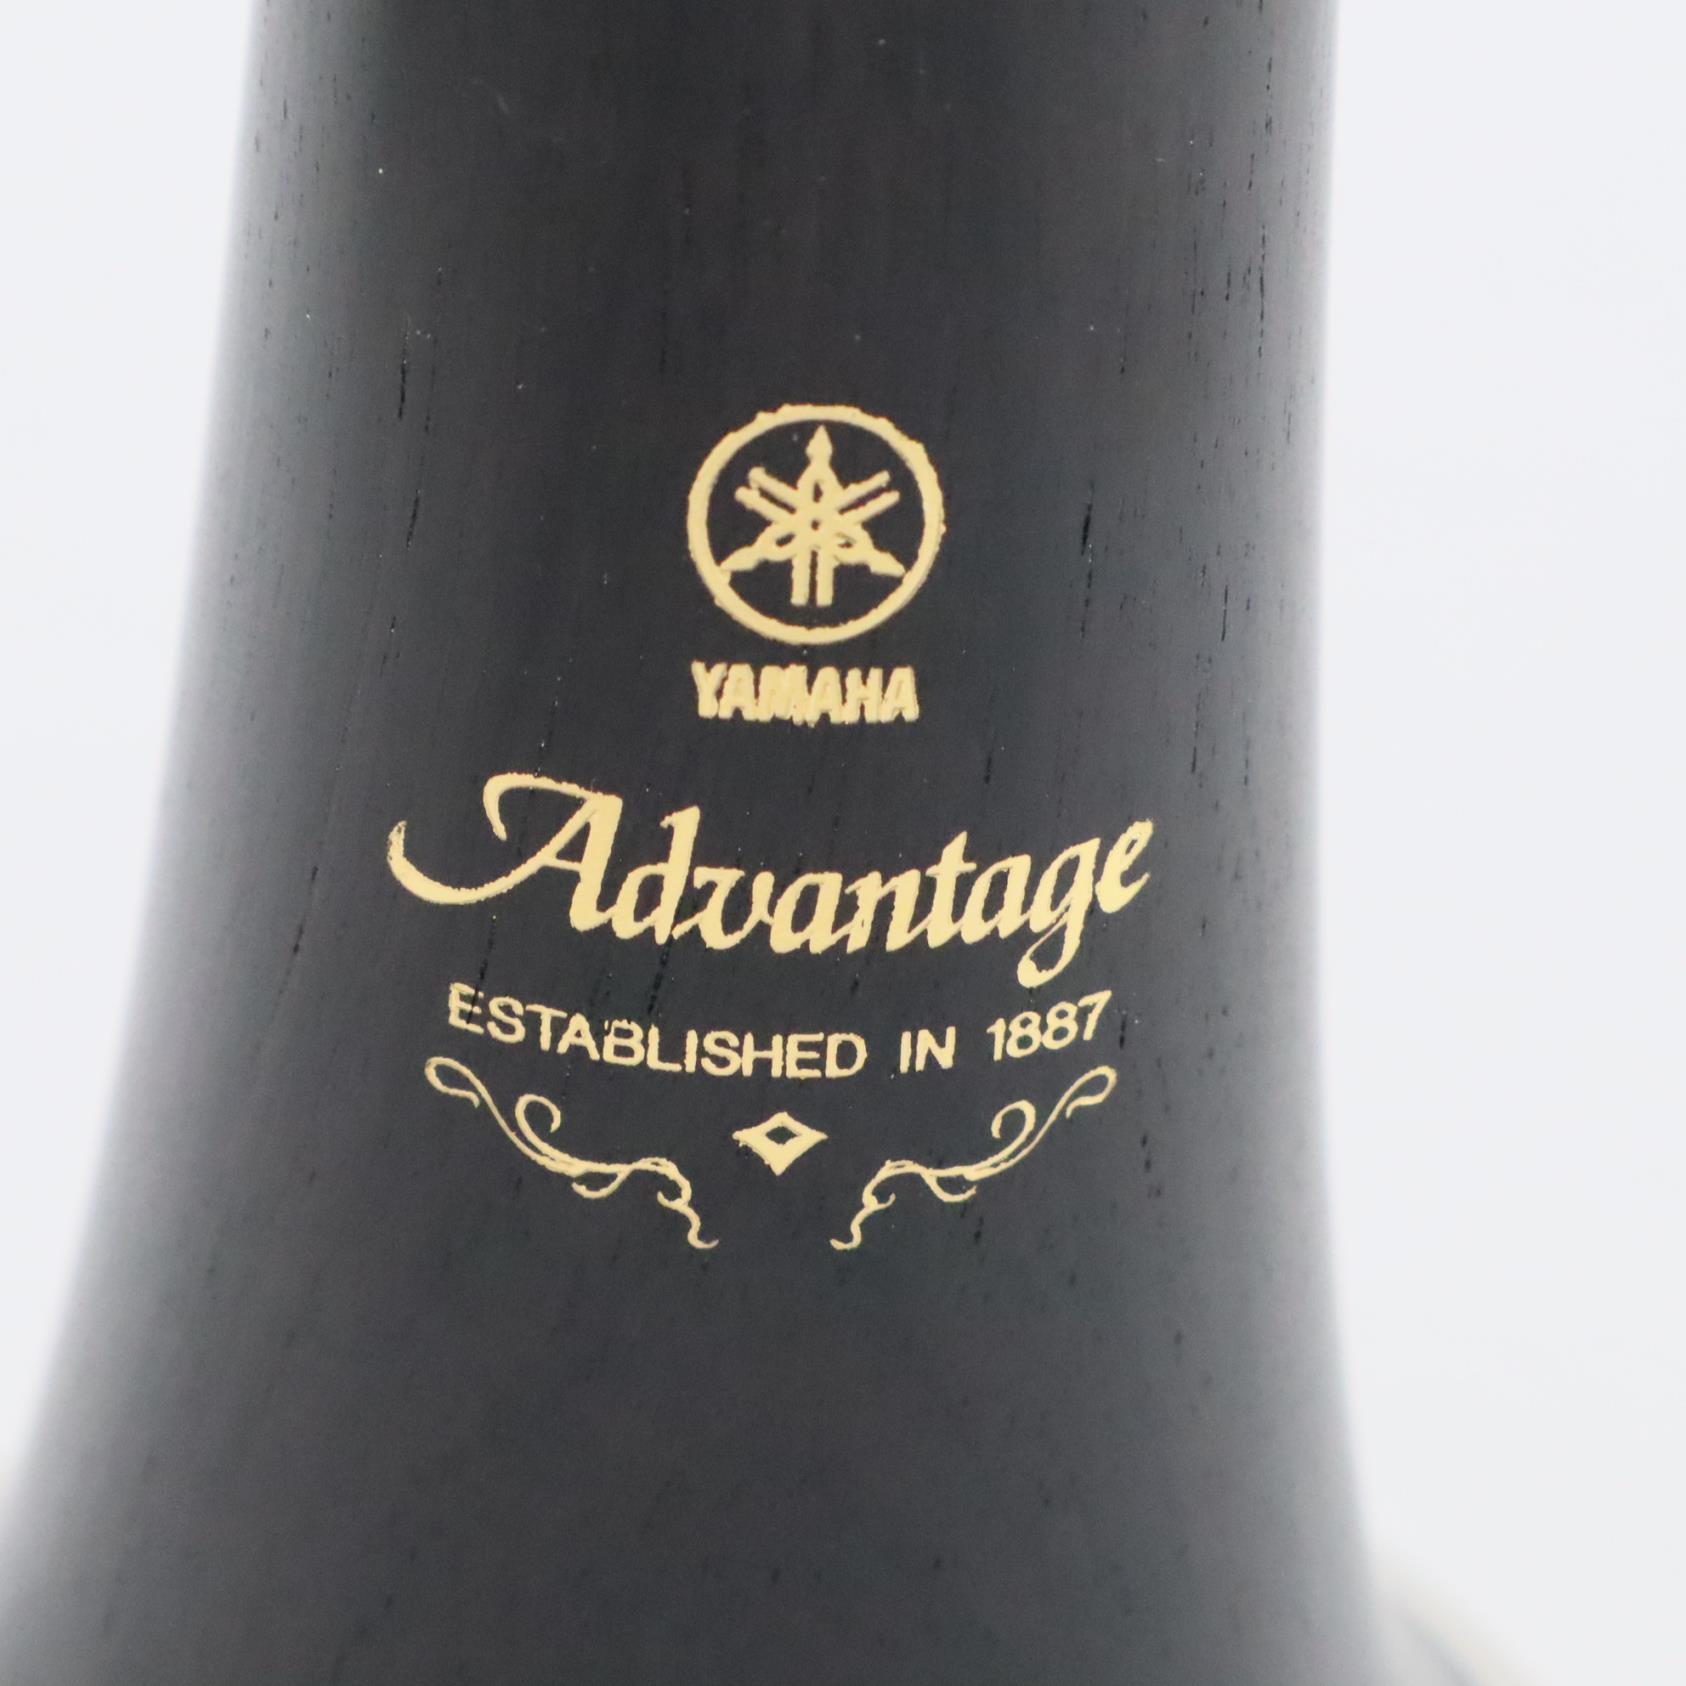 YAMAHA
Advantage
ESTABLISHED IN 1887